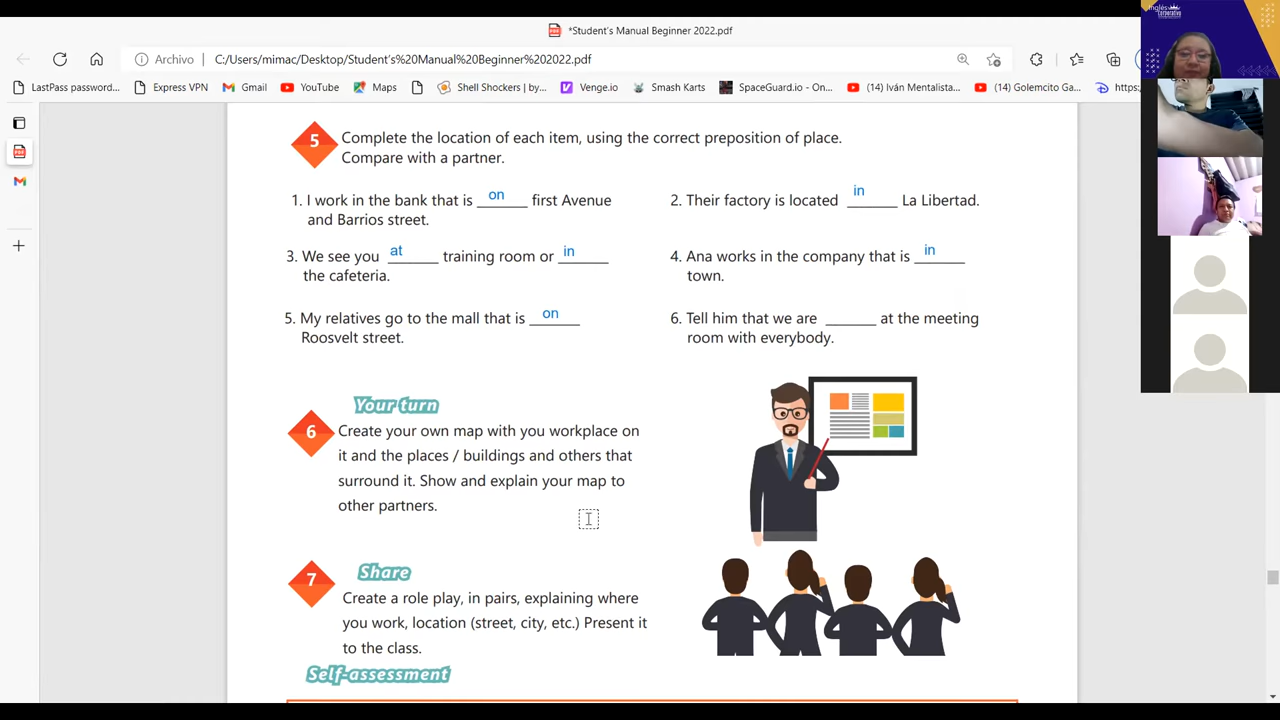 *Student's Manual Beginner 2022.pdf
Archivo C:/Users/mimac/Desktop/Student's%20Manual%20Beginner%202022.pdf
LastPass password... Express VPN Gmail YouTube Maps Shell Shockers | by... Venge.io Smash Karts SpaceGuard.io - On... (14) Iván Mentalista... (14) Golemcito Ga... https:/
Inglés
corporativo
5 Complete the location of each item, using the correct preposition of place.
Compare with a partner.
1. I work in the bank that is on first Avenue
and Barrios street.
2. Their factory is located in La Libertad.
3. We see you at training room or in
the cafeteria.
4. Ana works in the company that is in
town.
5. My relatives go to the mall that is on
Roosvelt street.
6. Tell him that we are ______ at the meeting
room with everybody.
Your turn
6 Create your own map with you workplace on
it and the places / buildings and others that
surround it. Show and explain your map to
other partners.
Share
7 Create a role play, in pairs, explaining where
you work, location (street, city, etc.) Present it
to the class.
Self-assessment